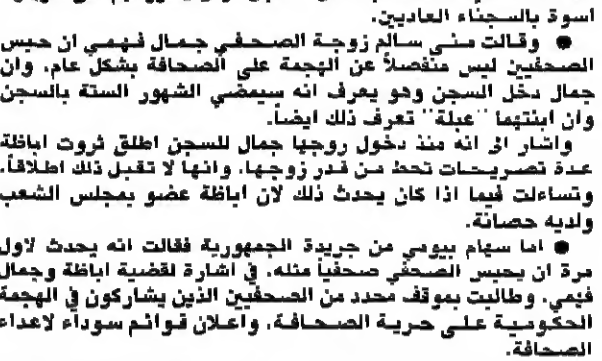 اسوة بالسجناء العاديين.
● وقالت منى سالم زوجة الصحفي جمال فهمي ان حبس
الصحفيين ليس منفصلاً عن الهجمة على الصحافة بشكل عام، وان
جمال دخل السجن وهو يعرف انه سيمضي الشهور الستة بالسجن
وان ابنتهما "عبلة" تعرف ذلك ايضاً.
واشار الى انه منذ دخول روجها جمال للسجن اطلق ثروت اباظة
عدة تصريحات تحط من قدر زوجها، وانها لا تقبل ذلك اطلاقاً،
وتساءلت فيما اذا كان يحدث ذلك لان اباظة عضو بمجلس الشعب
ولديه حصانة.
● اما سهام بيومي من جريدة الجمهورية فقالت انه يحدث لاول
مرة ان يحبس الصحفي صحفياً مثله، في اشارة لقضية اباظة وجمال
فهمي، وطالبت بموقف محدد من الصحفيين الذين يشاركون في الهجمة
الحكومية على حرية الصحافة، واعلان قوائم سوداء لاعداء
الصحافة.